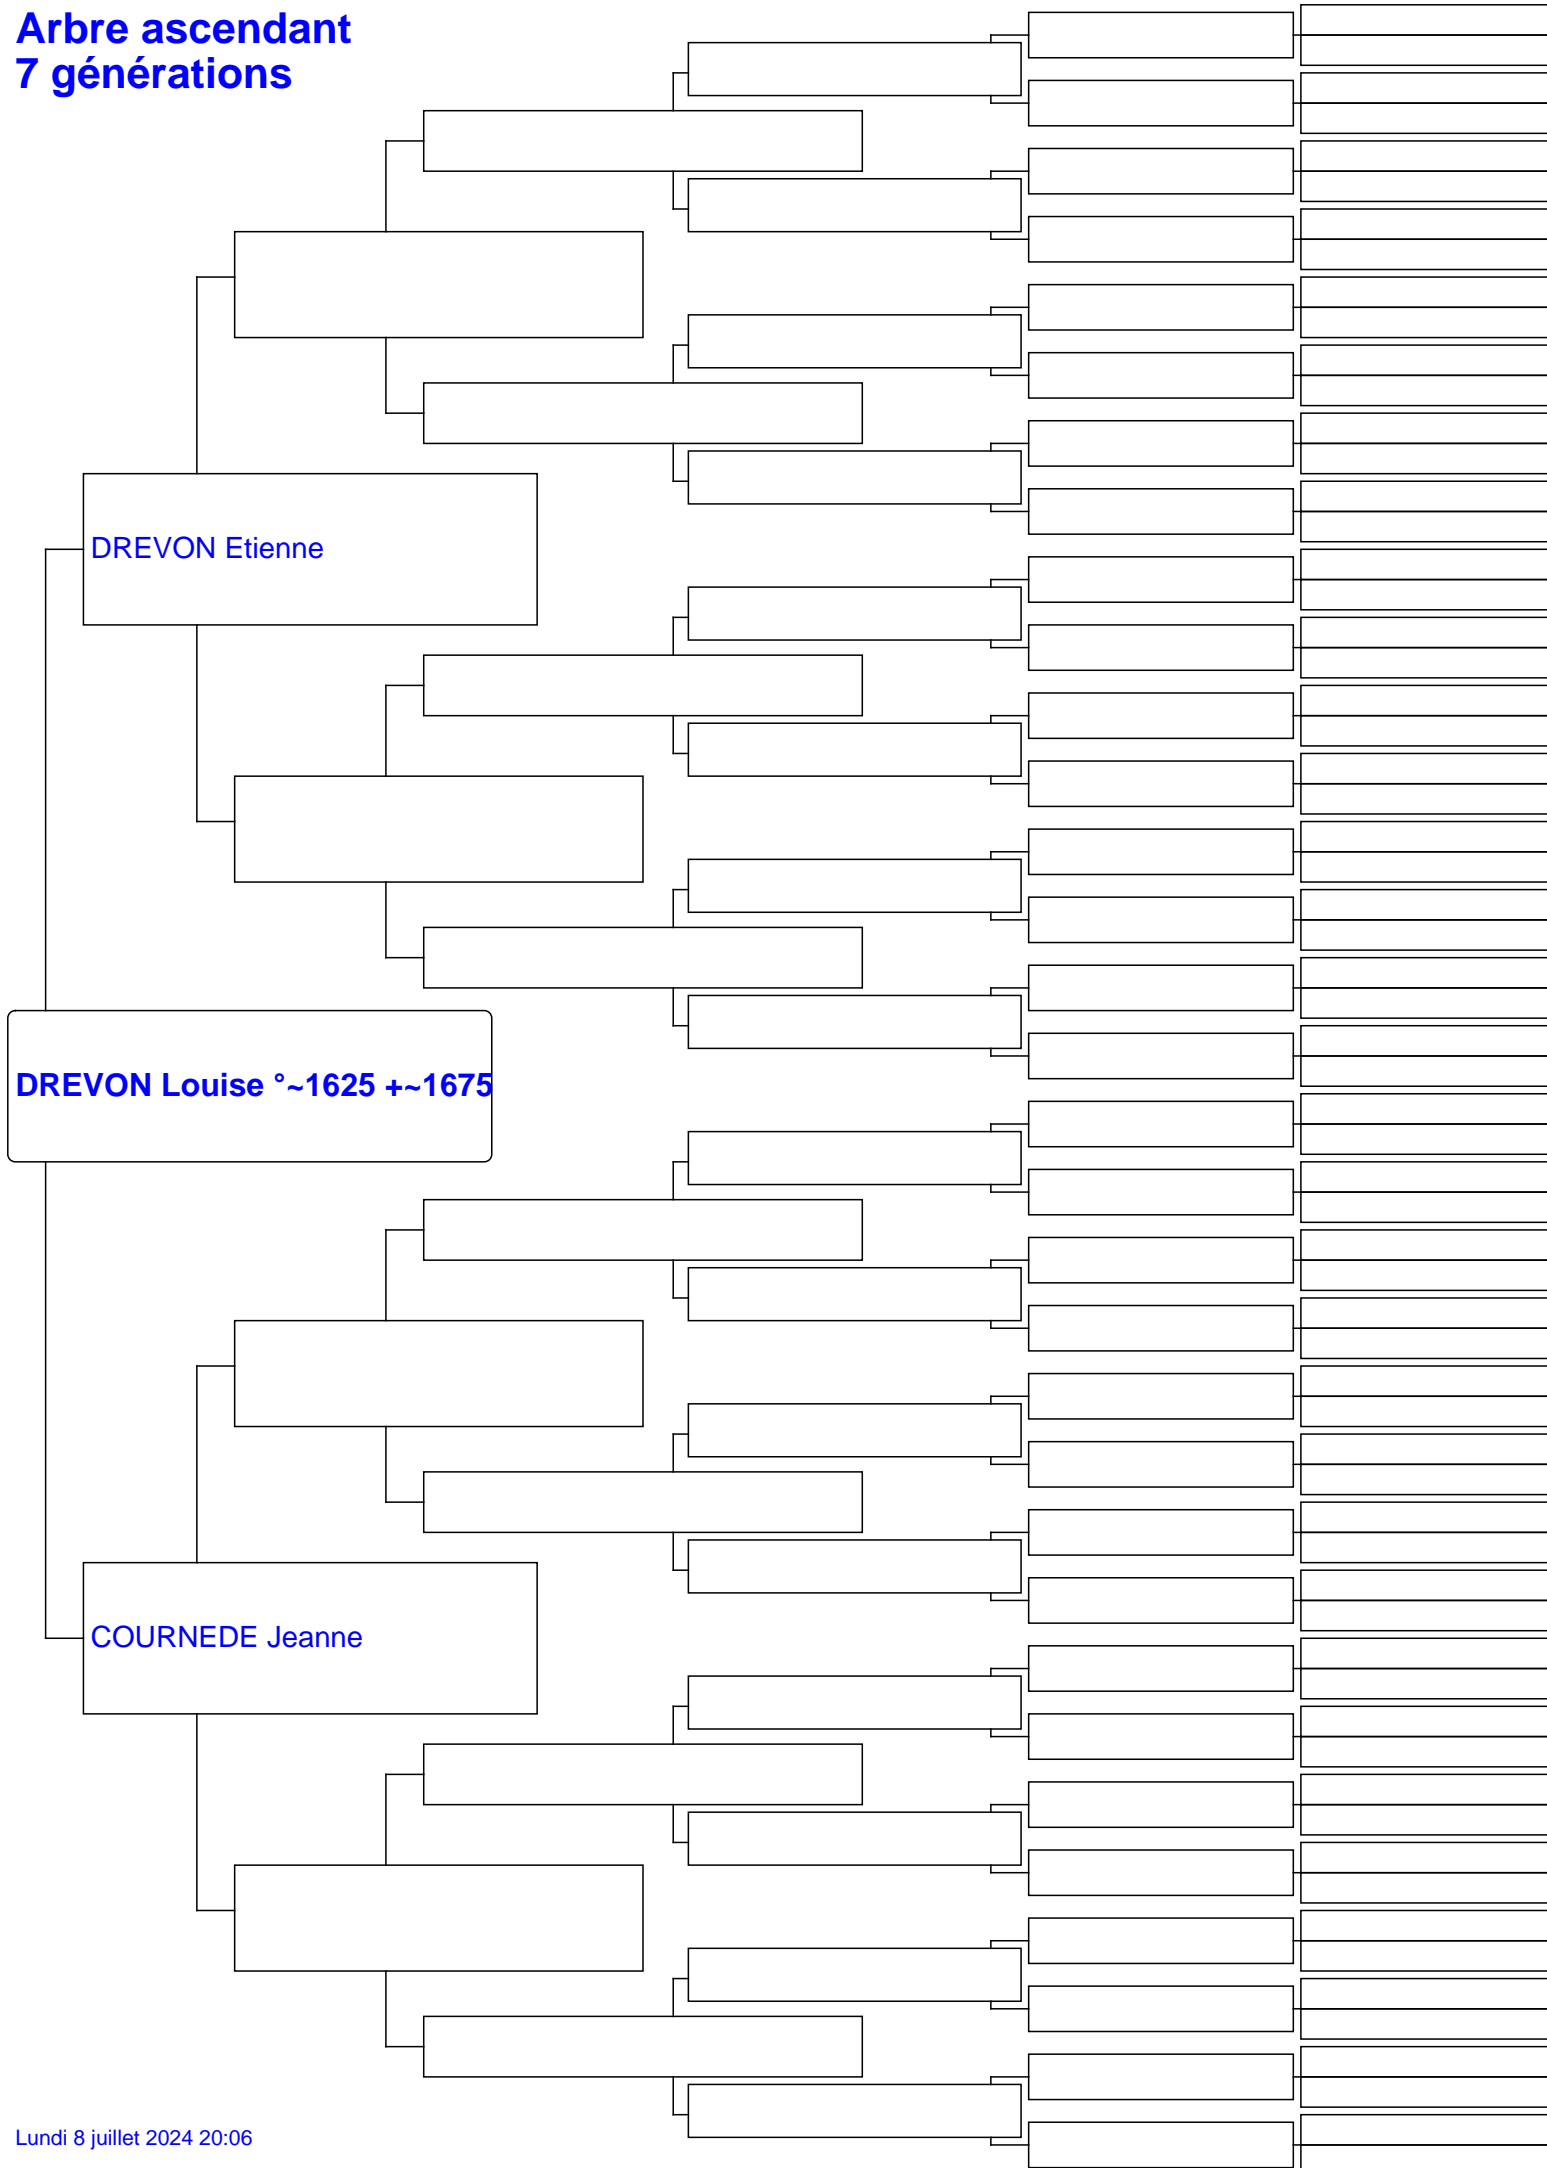 Arbre ascendant
7 générations
DREVON Etienne
DREVON Louise °~1625 +~1675
COURNEDE Jeanne
Lundi 8 juillet 2024 20:06